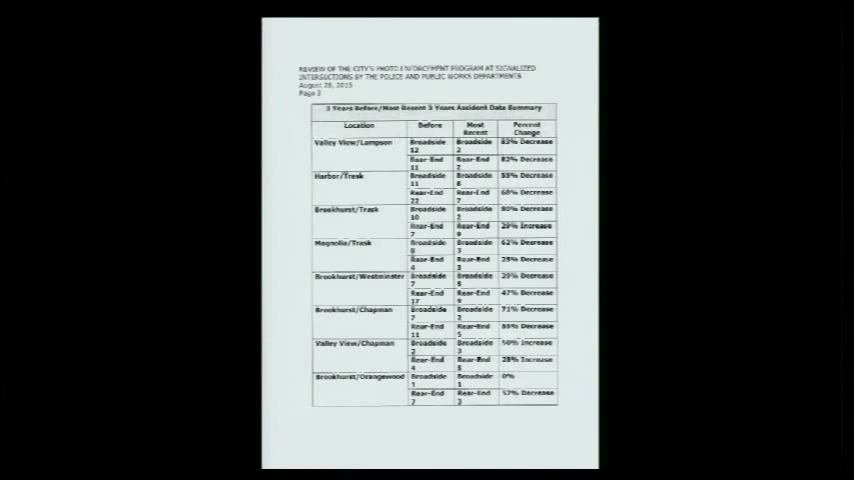 REVIEW OF THE CITY'S PHOTO ENFORCEMENT PROGRAM AT SIGNALIZED
INTERSECTIONS BY THE POLICE AND PUBLIC WORKS DEPARTMENTS
August 25, 2015
Page 3
3 Years Before/Most Recent 3 Years Accident Data Summary
Location Before Most Recent Percent Change
Valley View/Lampson Broadside 12 Broadside 2 83% Decrease
Rear-End 11 Rear-End 2 82% Decrease
Harbor/Trask Broadside 11 Broadside
Rear-End 22 Rear-End 7 68% Decrease
Brookhurst/Trask Broadside 10 Broadside 2 80% Decrease
Rear-End 7 Rear-End 9 29% Increase
Magnolia/Trask Broadside 8 Broadside 3 62% Decrease
Rear-End 4 Rear-End 3 25% Decrease
Brookhurst/Westminster Broadside 7 Broadside 5 29% Decrease
Rear-End 17 Rear-End 9 47% Decrease
Brookhurst/Chapman Broadside 7 Broadside 2 71% Decrease
Rear-End 11 Rear-End 5 55% Decrease
Valley View/Chapman Broadside 2 Broadside 3 50% Increase
Rear-End 4 Rear-End 5 25% Increase
Brookhurst/Orangewood Broadside 1 Broadside 1 0%
Rear-End 7 Rear-End 3 57% Decrease